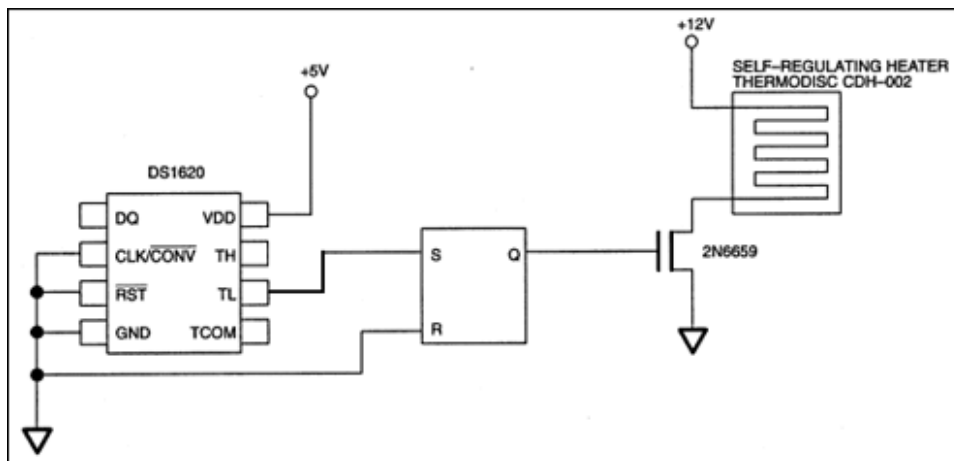 +12V
SELF–REGULATING HEATER
THERMODISC CDH–002
+5V
DS1620
DQ VDD
CLK/CONV TH
RST TL
GND TCOM
S Q
R
2N6659